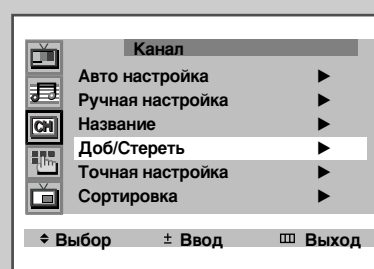 Канал
Авто настройка
Ручная настройка
CH Название
Доб/Стереть
Точная настройка
Сортировка
Выбор ± Ввод Выход